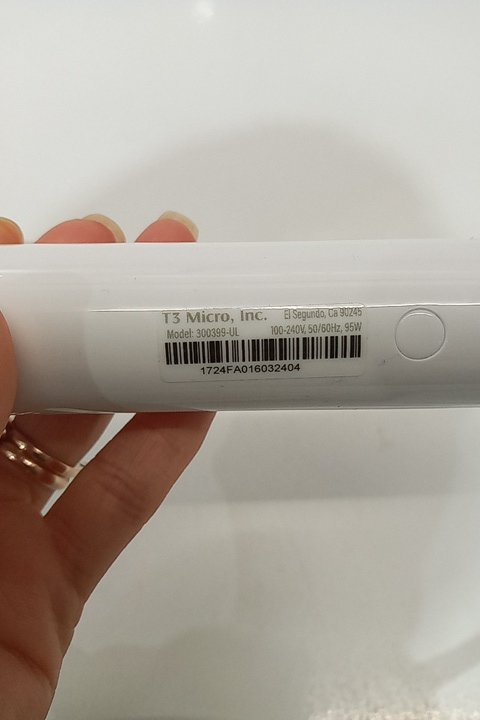 T3 Micro, Inc. El Segundo, Ca 90245
Model: 300399-UL 100-240V, 50/60Hz, 95W
1724FA016032404